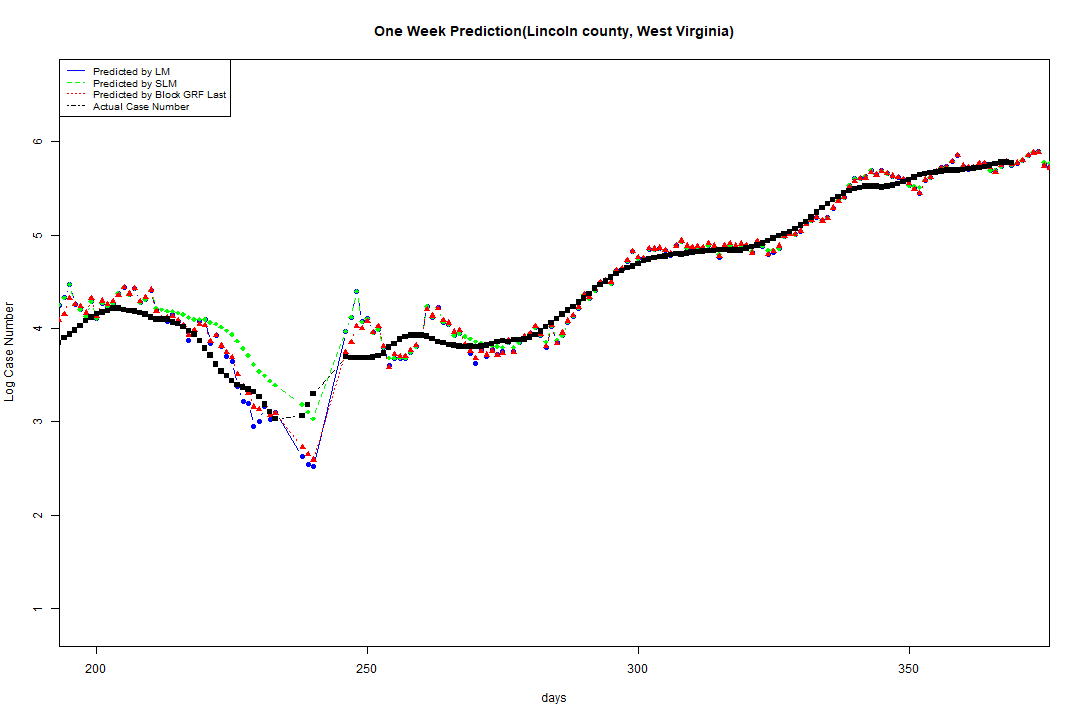 One Week Prediction(Lincoln county, West Virginia)
Predicted by LM
Predicted by SLM
Predicted by Block GRF Last
Actual Case Number
6
5
4
3
2
1
Log Case Number
200 250 300 350
days